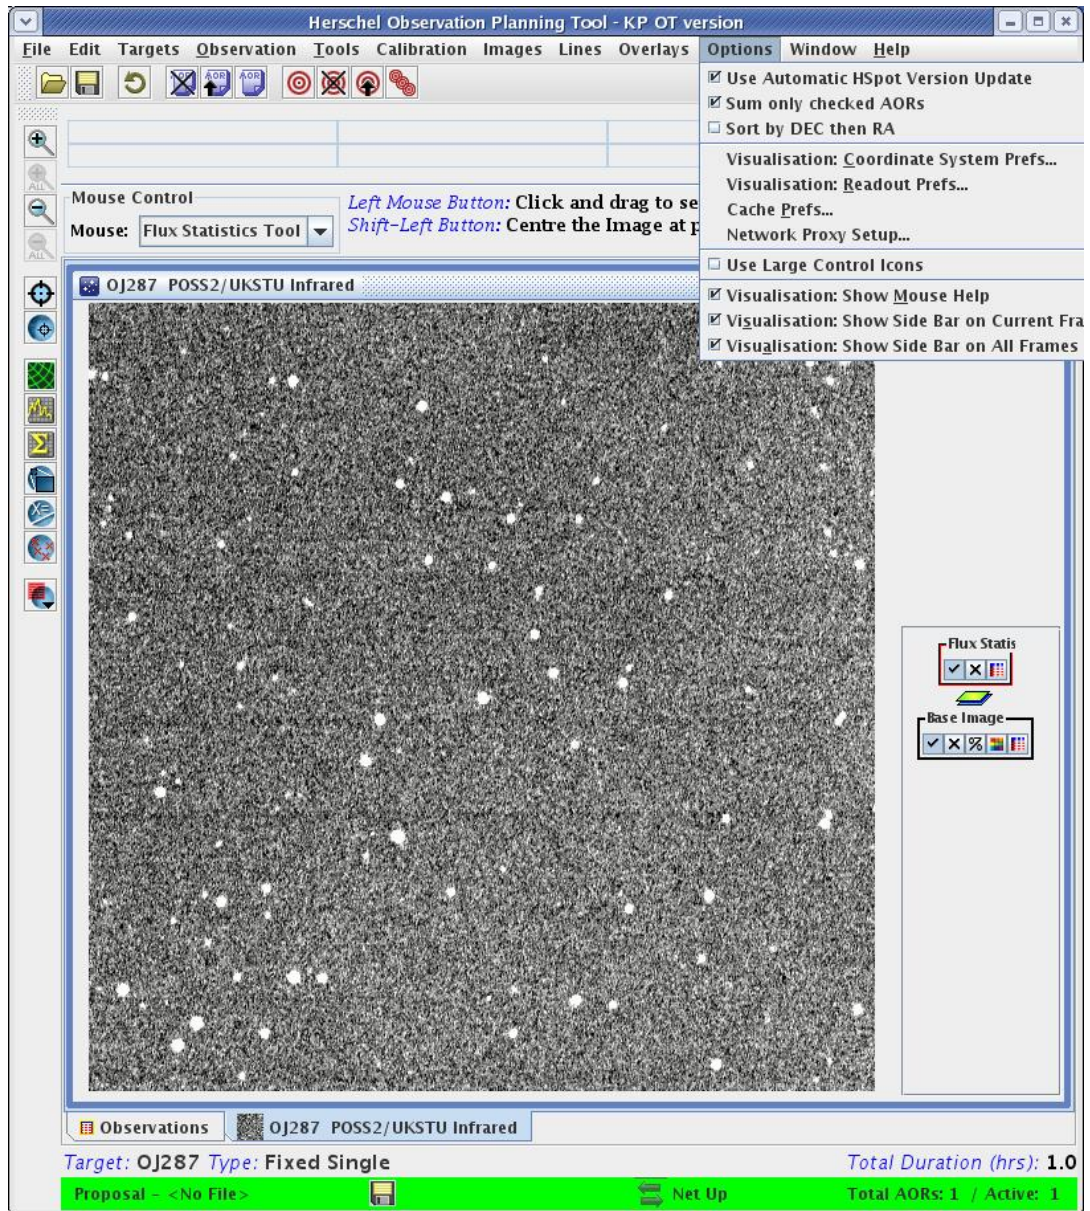 Herschel Observation Planning Tool - KP OT version
File Edit Targets Observation Tools Calibration Images Lines Overlays Options Window Help
Use Automatic HSpot Version Update
Sum only checked AORs
Sort by DEC then RA
Visualisation: Coordinate System Prefs...
Visualisation: Readout Prefs...
Cache Prefs...
Network Proxy Setup...
Use Large Control Icons
Visualisation: Show Mouse Help
Visualisation: Show Side Bar on Current Fra
Visualisation: Show Side Bar on All Frames
AOR AOR AOR
ALL
ALL
Mouse Control
Mouse: Flux Statistics Tool
Left Mouse Button: Click and drag to se
Shift-Left Button: Centre the Image at p
OJ287 POSS2/UKSTU Infrared
Flux Statis
Base Image
Observations
OJ287 POSS2/UKSTU Infrared
Target: OJ287 Type: Fixed Single
Total Duration (hrs): 1.0
Proposal - <No File>
Net Up
Total AORs: 1 / Active: 1